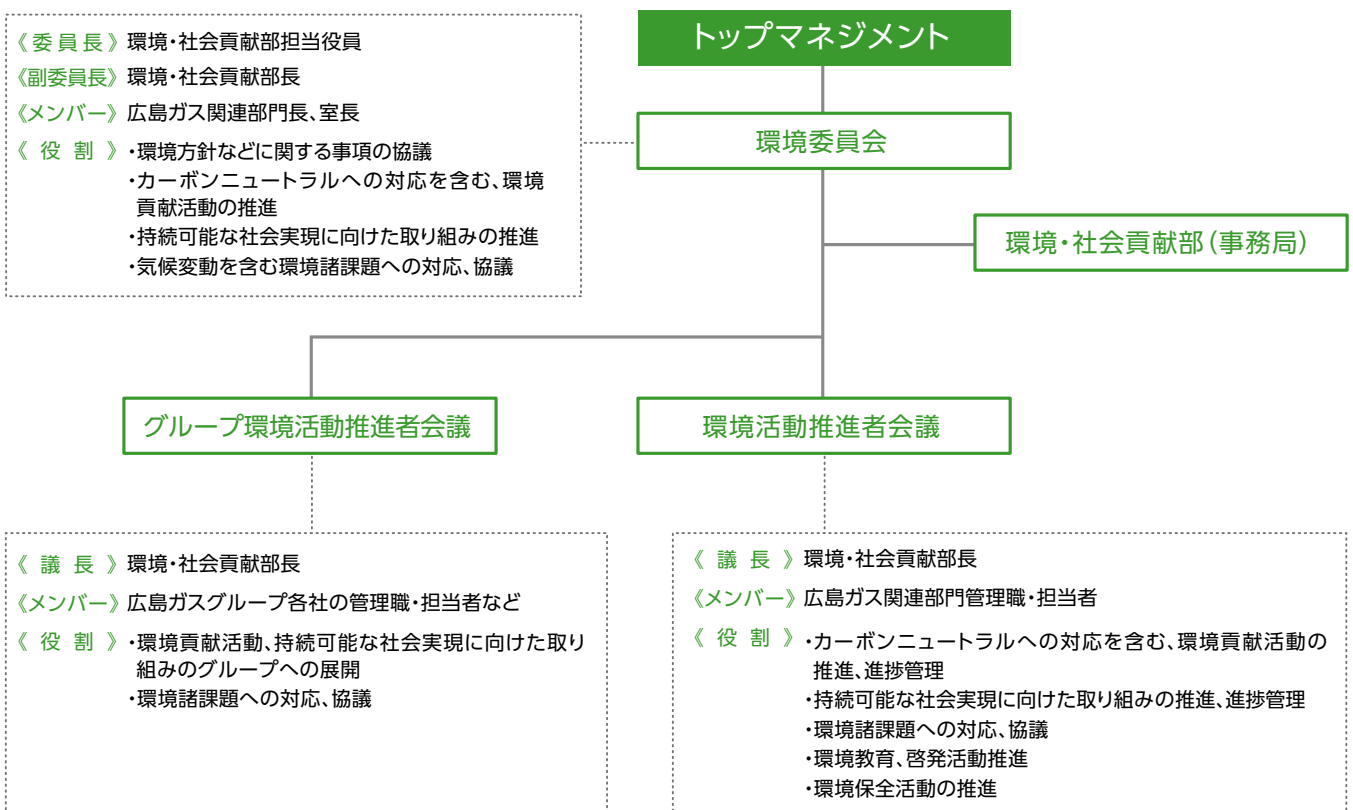 トップマネジメント
《委員長》環境・社会貢献部担当役員
《副委員長》環境・社会貢献部長
《メンバー》広島ガス関連部門長、室長
《役割》・環境方針などに関する事項の協議
・カーボンニュートラルへの対応を含む、環境
貢献活動の推進
・持続可能な社会実現に向けた取り組みの推進
・気候変動を含む環境諸課題への対応、協議
環境委員会
環境・社会貢献部(事務局)
グループ環境活動推進者会議
環境活動推進者会議
《議長》環境・社会貢献部長
《メンバー》広島ガスグループ各社の管理職・担当者など
《役割》・環境貢献活動、持続可能な社会実現に向けた取り
組みのグループへの展開
・環境諸課題への対応、協議
《議長》環境・社会貢献部長
《メンバー》広島ガス関連部門管理職・担当者
《役割》・カーボンニュートラルへの対応を含む、環境貢献活動の
推進、進捗管理
・持続可能な社会実現に向けた取り組みの推進、進捗管理
・環境諸課題への対応、協議
・環境教育、啓発活動推進
・環境保全活動の推進